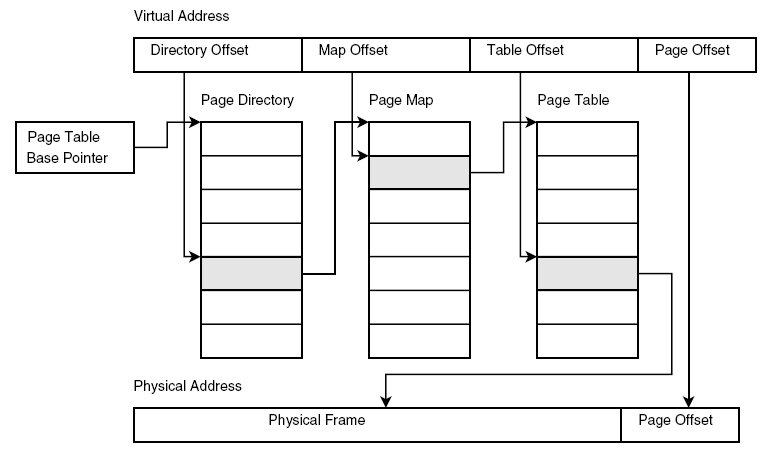 Virtual Address
Directory Offset
Map Offset
Table Offset
Page Offset
Page Directory
Page Map
Page Table
Page Table
Base Pointer
Physical Address
Physical Frame
Page Offset